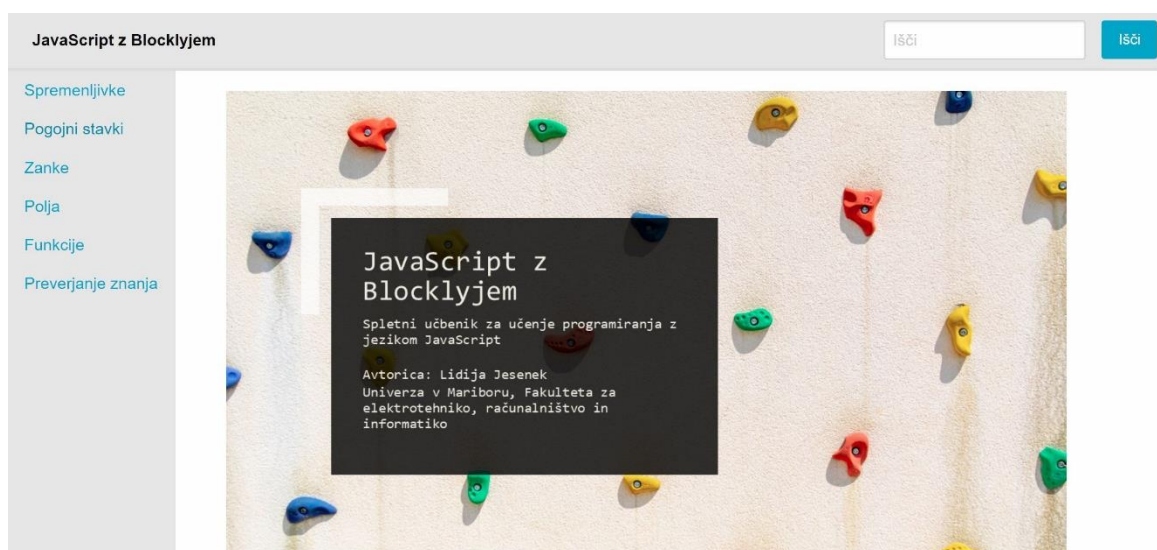 JavaScript z Blocklyjem
Išči
Išči
Spremenljivke
Pogojni stavki
Zanke
Polja
Funkcije
Preverjanje znanja
JavaScript z
Blocklyjem
Spletni učbenik za učenje programiranja z
jezikom JavaScript
Avtorica: Lidija Jesenek
Univerza v Mariboru, Fakulteta za
elektrotehniko, računalništvo in
informatiko